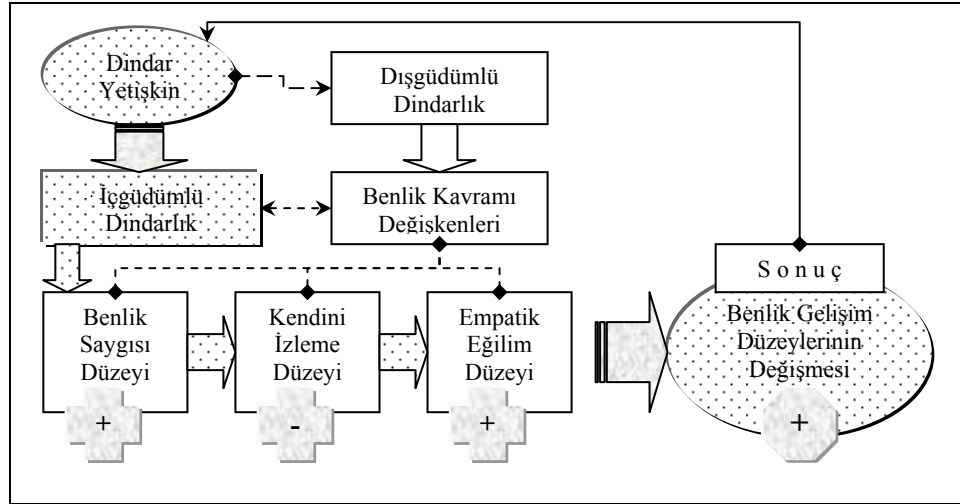 Dindar
Yetişkin
Dışgüdümlü
Dindarlık
İçgüdümlü
Dindarlık
Benlik Kavramı
Değişkenleri
Benlik
Saygısı
Düzeyi
+
Kendini
İzleme
Düzeyi
-
Empatik
Eğilim
Düzeyi
+
S o n u ç
Benlik Gelişim
Düzeylerinin
Değişmesi
+